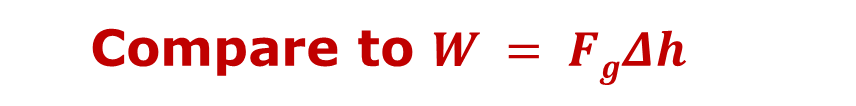 Compare to W = F_gΔh